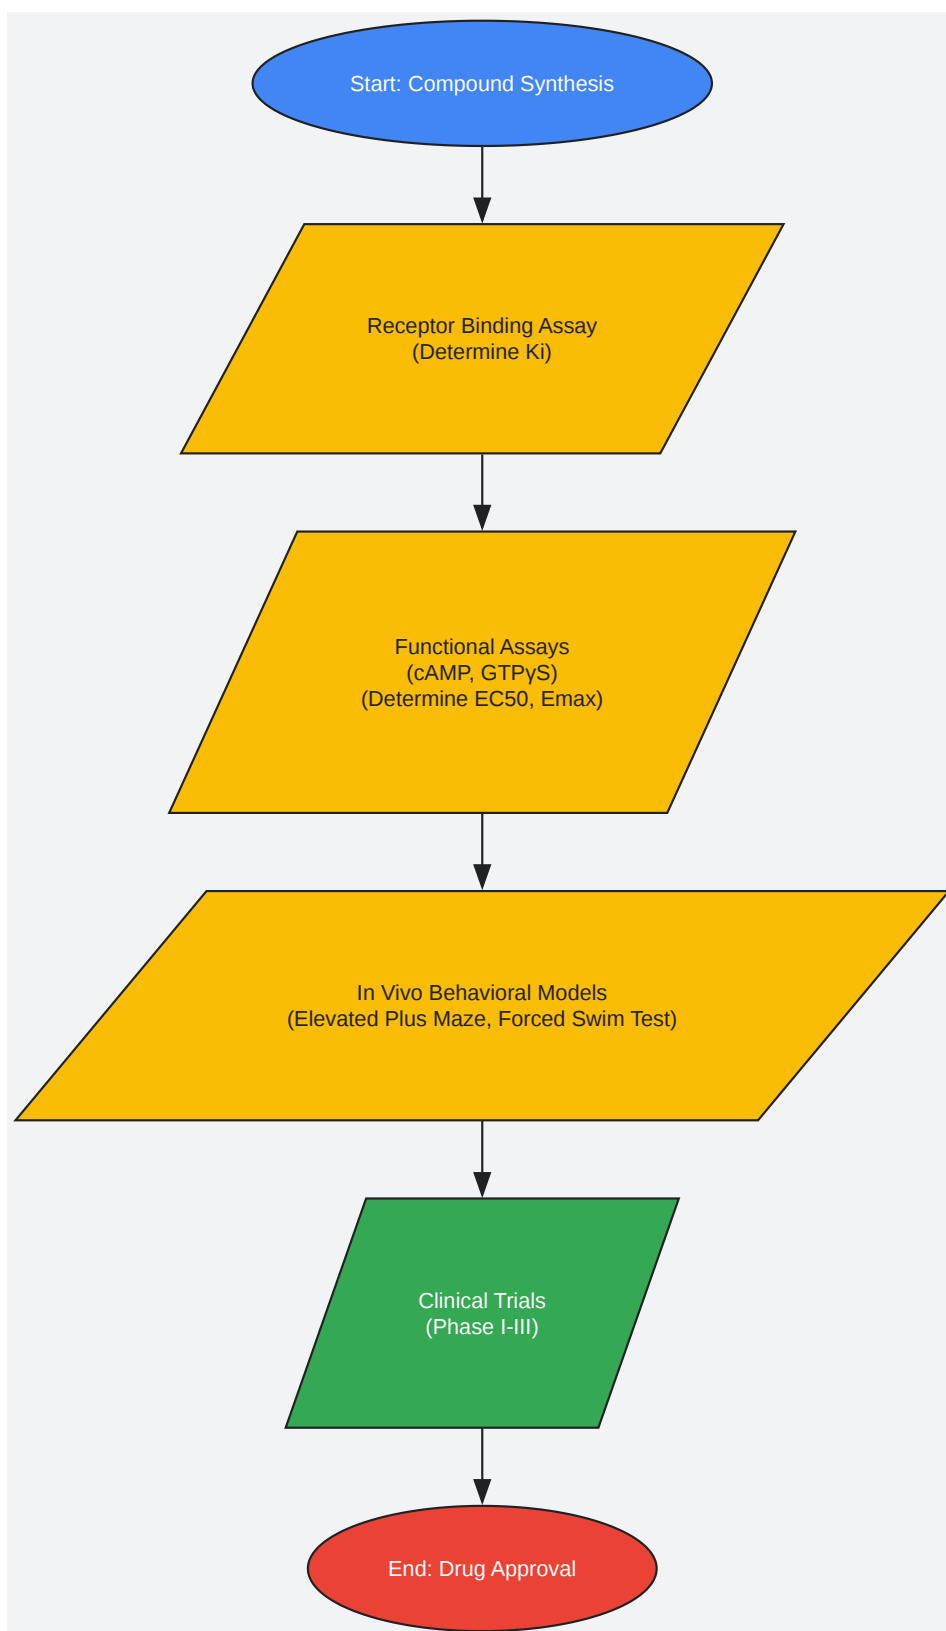 Start: Compound Synthesis
Receptor Binding Assay
(Determine Ki)
Functional Assays
(cAMP, GTPγS)
(Determine EC50, Emax)
In Vivo Behavioral Models
(Elevated Plus Maze, Forced Swim Test)
Clinical Trials
(Phase I-III)
End: Drug Approval